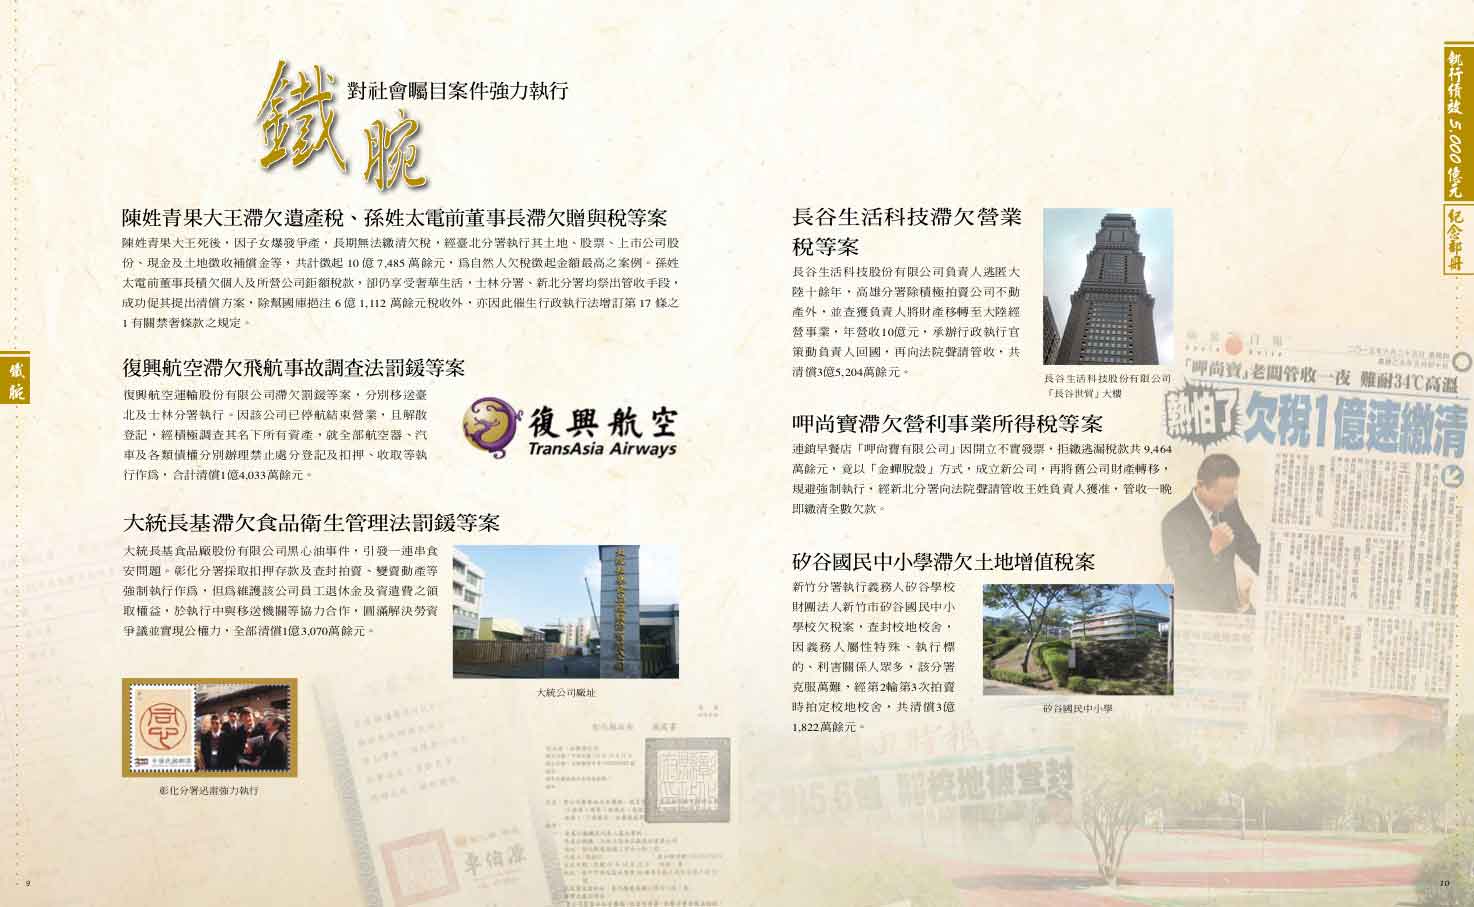 對社會矚目案件強力執行
鐵腕
陳姓青果大王滯欠遺產稅、孫姓太電前董事長滯欠贈與稅等案
陳姓青果大王死後，因子女爆發爭產，長期無法繳清欠稅，經臺北分署執行其土地、股票、上市公司股
份、現金及土地徵收補償金等，共計徵起 10 億 7,485 萬餘元，為自然人欠稅徵起金額最高之案例。孫姓
太電前董事長積欠個人及所營公司鉅額稅款，卻仍享受奢華生活，士林分署、新北分署均祭出管收手段，
成功促其提出清償方案，除幫國庫挹注 6 億 1,112 萬餘元稅收外，亦因此催生行政執行法增訂第 17 條之
1 有關禁奢條款之規定。
復興航空滯欠飛航事故調查法罰鍰等案
復興航空運輸股份有限公司滯欠罰鍰等案，分別移送臺
北及士林分署執行。因該公司已停航結束營業，且解散
登記，經積極調查其名下所有資產，就全部航空器、汽
車及各類債權分別辦理禁止處分登記及扣押、收取等執
行作為，合計清償1億4,033萬餘元。
復興航空
TransAsia Airways
大統長基滯欠食品衛生管理法罰鍰等案
大統長基食品廠股份有限公司黑心油事件，引發一連串食
安問題。彰化分署採取扣押存款及查封拍賣、變賣動產等
強制執行作為，但為維護該公司員工退休金及資遣費之領
取權益，於執行中與移送機關等協力合作，圓滿解決勞資
爭議並實現公權力，全部清償1億3,070萬餘元。
大統公司廠址
中華民國郵票
彰化分署迅雷強力執行
長谷生活科技滯欠營業
稅等案
長谷生活科技股份有限公司負責人逃匿大
陸十餘年，高雄分署除積極拍賣公司不動
產外，並查獲負責人將財產移轉至大陸經
營事業，年營收10億元，承辦行政執行官
策動負責人回國，再向法院聲請管收，共
清償3億5,204萬餘元。
長谷生活科技股份有限公司
「長谷世貿」大樓
呷尚寶滯欠營利事業所得稅等案
連鎖早餐店「呷尚寶有限公司」因開立不實發票，拒繳逃漏稅款共 9,464
萬餘元，竟以「金蟬脫殼」方式，成立新公司，再將舊公司財產轉移，
規避強制執行，經新北分署向法院聲請管收王姓負責人獲准，管收一晚
即繳清全數欠款。
矽谷國民中小學滯欠土地增值稅案
新竹分署執行義務人矽谷學校
財團法人新竹市矽谷國民中小
學校欠稅案，查封校地校舍，
因義務人屬性特殊、執行標
的、利害關係人眾多，該分署
克服萬難，經第2輪第3次拍賣
時拍定校地校舍，共清償3億
1,822萬餘元。
矽谷國民中小學
「呷尚寶」老闆管收一夜 難耐34℃高溫
熱怕了
欠稅1億速繳清
校地被查封
執行績效 5,000 億元
紀念郵冊
鐵腕
9
10